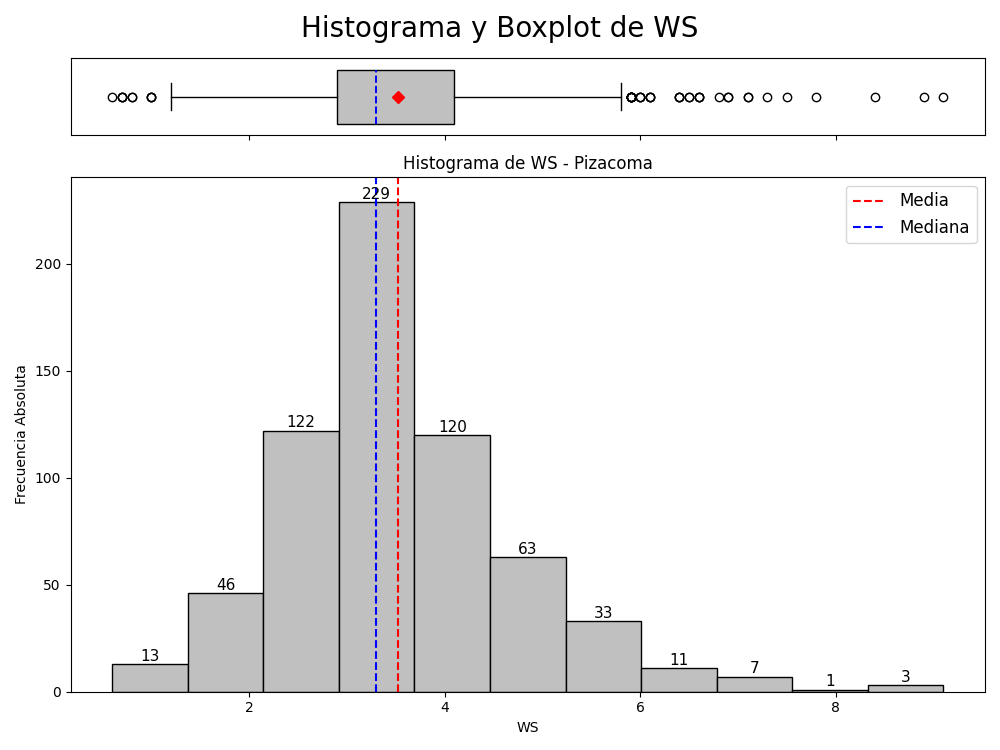 Histograma y Boxplot de WS
Histograma de WS - Pizacoma
Media
Mediana
229
122
120
63
46
33
13
11
7
1
3
200
150
100
50
0
Frecuencia Absoluta
2 4 6 8
WS